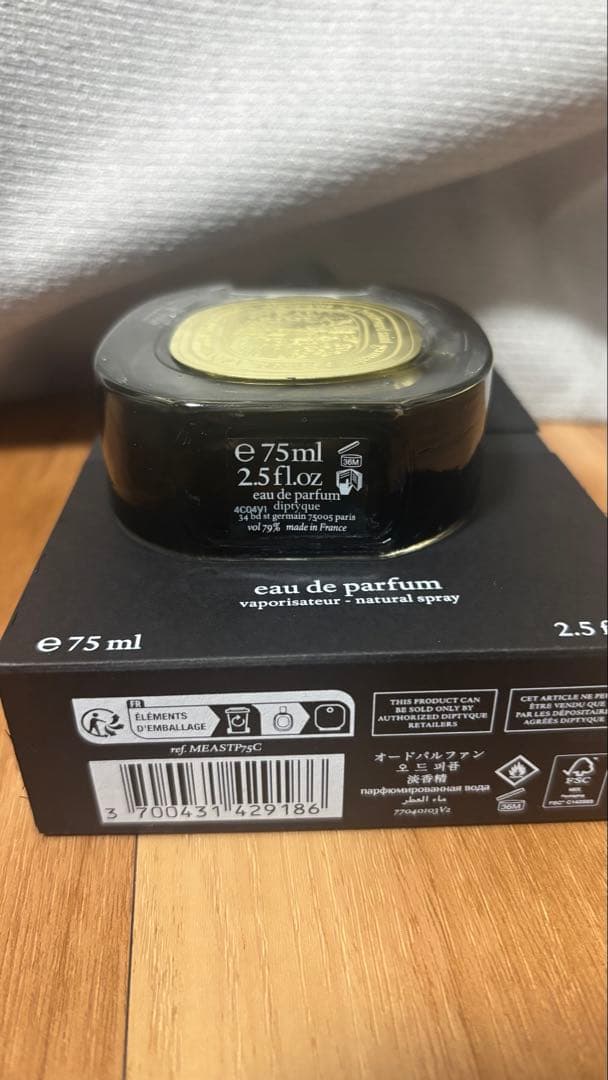 ℮ 75ml
36M
2.5 fl.oz
eau de parfum
4C04Y1 diptyque
34 bd st germain 75005 paris
vol 79% made in France
eau de parfum
vaporisateur - natural spray
℮ 75 ml
2.5 f
FR
ÉLÉMENTS
D'EMBALLAGE
THIS PRODUCT CAN
BE SOLD ONLY BY
AUTHORIZED DIPTYQUE
RETAILERS
CET ARTICLE NE PE
ÊTRE VENDU QUE
PAR LES DÉPOSITAIR
AGRÉÉS DIPTYQUE
ref. MEASTP75C
3 700431 429186
オードパルファン
오 드 퍼퓸
淡香精
парфюмированная вода
ماء العطر
77040103V2
36M
FSC
MIX